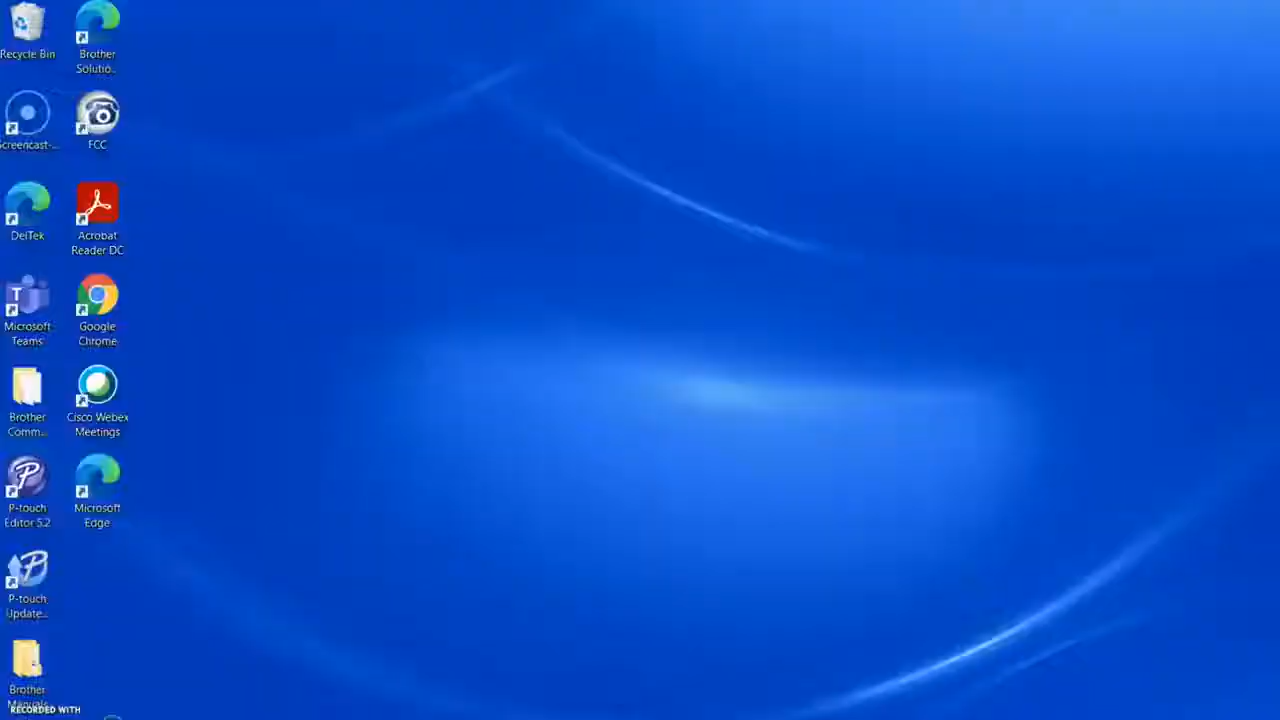 Recycle Bin
Brother
Solutio...
Screencast-...
FCC
DelTek
Acrobat
Reader DC
Microsoft
Teams
Google
Chrome
Brother
Comm...
Cisco Webex
Meetings
P-touch
Editor 5.2
Microsoft
Edge
P-touch
Update...
Brother
Manuals
RECORDED WITH